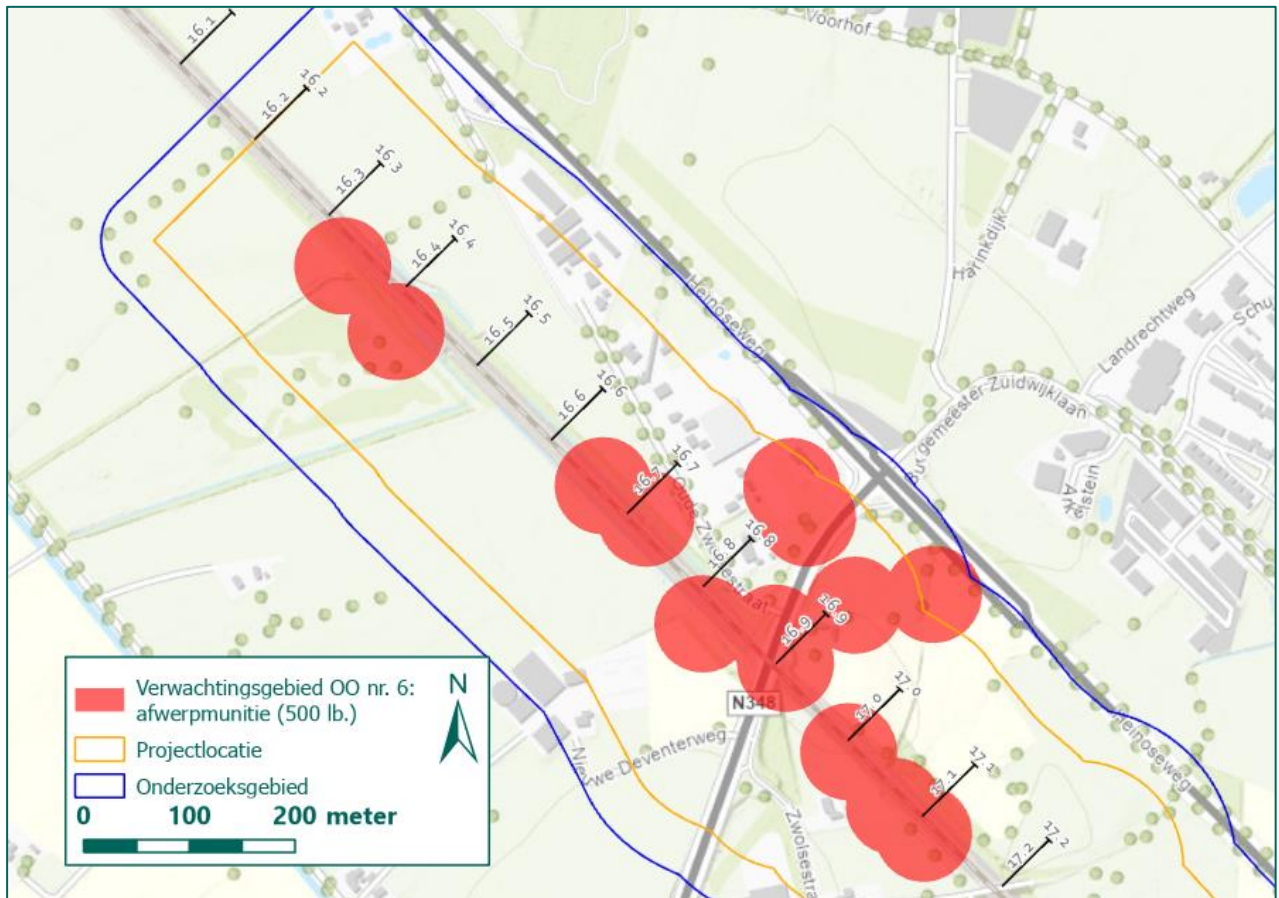 Voorhof
16.1
16.2
16.2
16.3
16.3
16.4
16.4
16.5
16.5
16.6
16.6
16.7
16.7
16.8
16.8
16.9
16.9
17.0
17.0
17.1
17.1
17.2
17.2
Heinoseweg
Harinkdijk
Landrechtweg
Schu
Burgemeester Zuidwijklaan
Arkelstein
N348
Nieuwe Deventerweg
Zwolsestra
Heinoseweg
Verwachtingsgebied OO nr. 6:
afwerpmunitie (500 lb.)
Projectlocatie
Onderzoeksgebied
N
0 100 200 meter